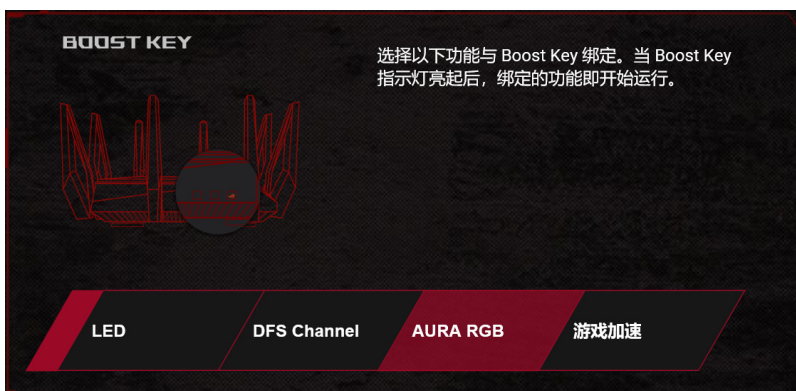 BOOST KEY
选择以下功能与 Boost Key 绑定。当 Boost Key
指示灯亮起后，绑定的功能即开始运行。
LED
DFS Channel
AURA RGB
游戏加速